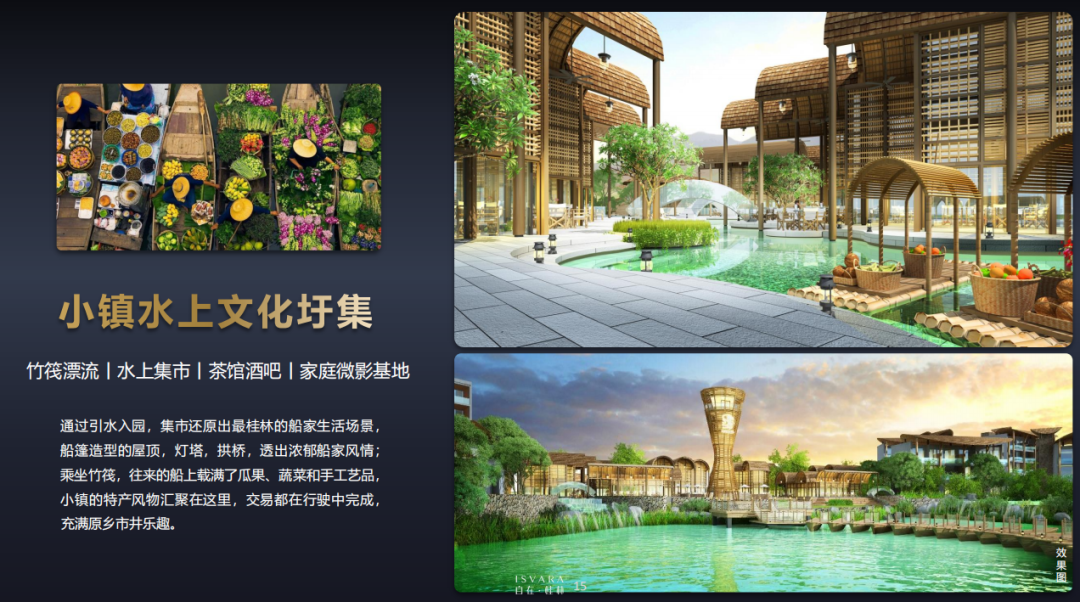 小镇水上文化圩集
竹筏漂流丨水上集市丨茶馆酒吧丨家庭微影基地
通过引水入园，集市还原出最桂林的船家生活场景，
船篷造型的屋顶，灯塔，拱桥，透出浓郁船家风情；
乘坐竹筏，往来的船上载满了瓜果、蔬菜和手工艺品，
小镇的特产风物汇聚在这里，交易都在行驶中完成，
充满原乡市井乐趣。
效果图
ISVARA
自在·桂林
15